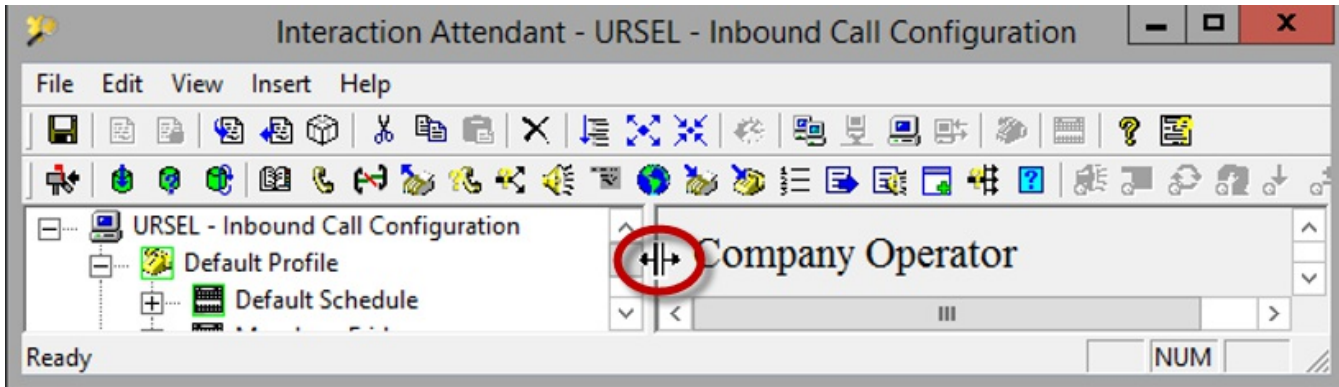 Interaction Attendant - URSEL - Inbound Call Configuration
File Edit View Insert Help
URSEL - Inbound Call Configuration
Default Profile
Default Schedule
Company Operator
Ready
NUM